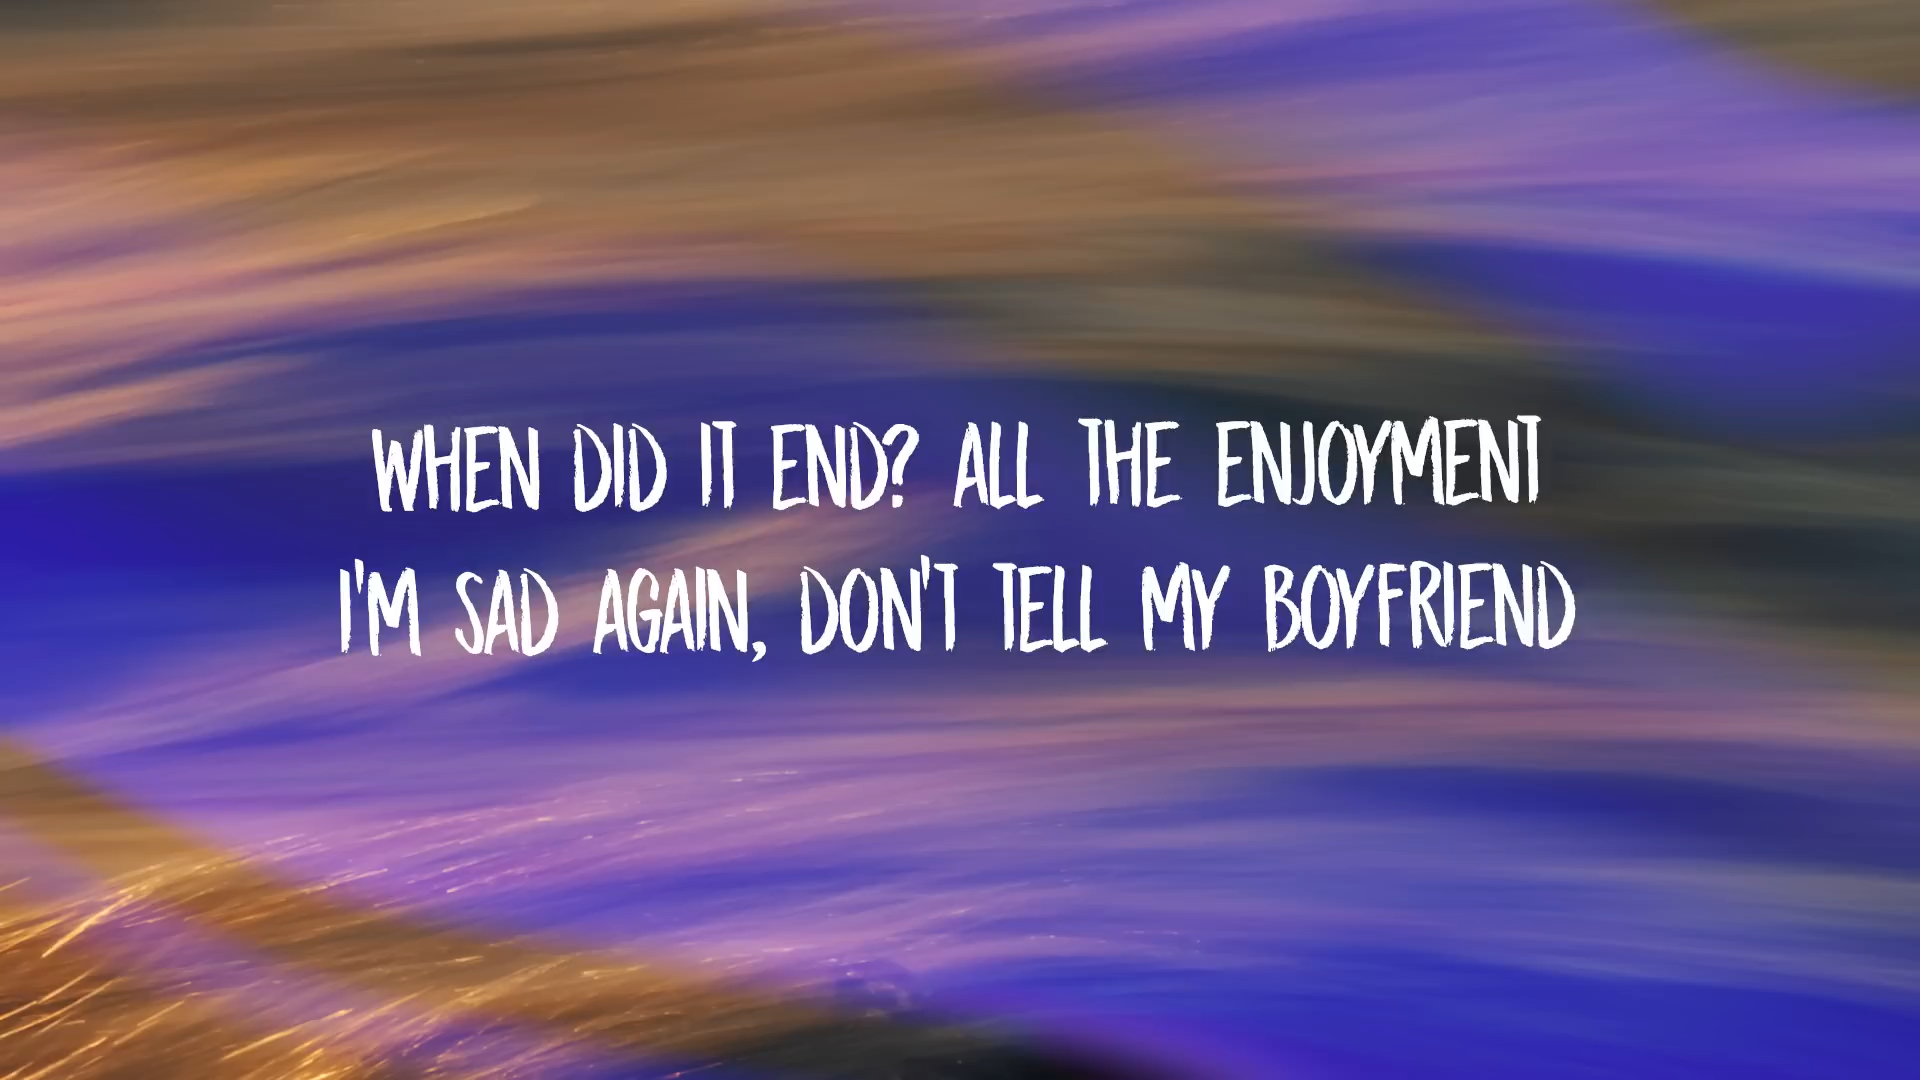 WHEN DID IT END? ALL THE ENJOYMENT
I'M SAD AGAIN, DON'T TELL MY BOYFRIEND